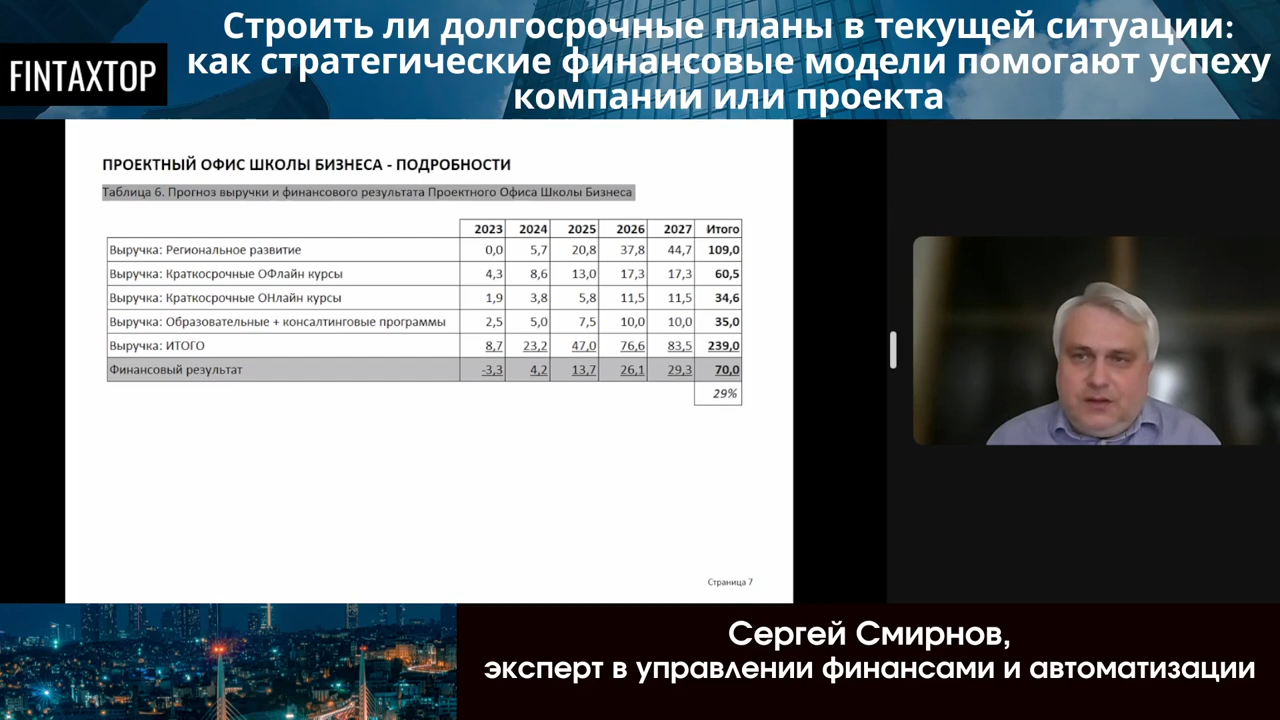 Строить ли долгосрочные планы в текущей ситуации:
как стратегические финансовые модели помогают успеху
компании или проекта
FINTAXTOP
ПРОЕКТНЫЙ ОФИС ШКОЛЫ БИЗНЕСА - ПОДРОБНОСТИ
Таблица 6. Прогноз выручки и финансового результата Проектного Офиса Школы Бизнеса
2023 2024 2025 2026 2027 Итого
Выручка: Региональное развитие 0,0 5,7 20,8 37,8 44,7 109,0
Выручка: Краткосрочные ОФлайн курсы 4,3 8,6 13,0 17,3 17,3 60,5
Выручка: Краткосрочные ОНлайн курсы 1,9 3,8 5,8 11,5 11,5 34,6
Выручка: Образовательные + консалтинговые программы 2,5 5,0 7,5 10,0 10,0 35,0
Выручка: ИТОГО 8,7 23,2 47,0 76,6 83,5 239,0
Финансовый результат -3,3 4,2 13,7 26,1 29,3 70,0
29%
Страница 7
Сергей Смирнов,
эксперт в управлении финансами и автоматизации